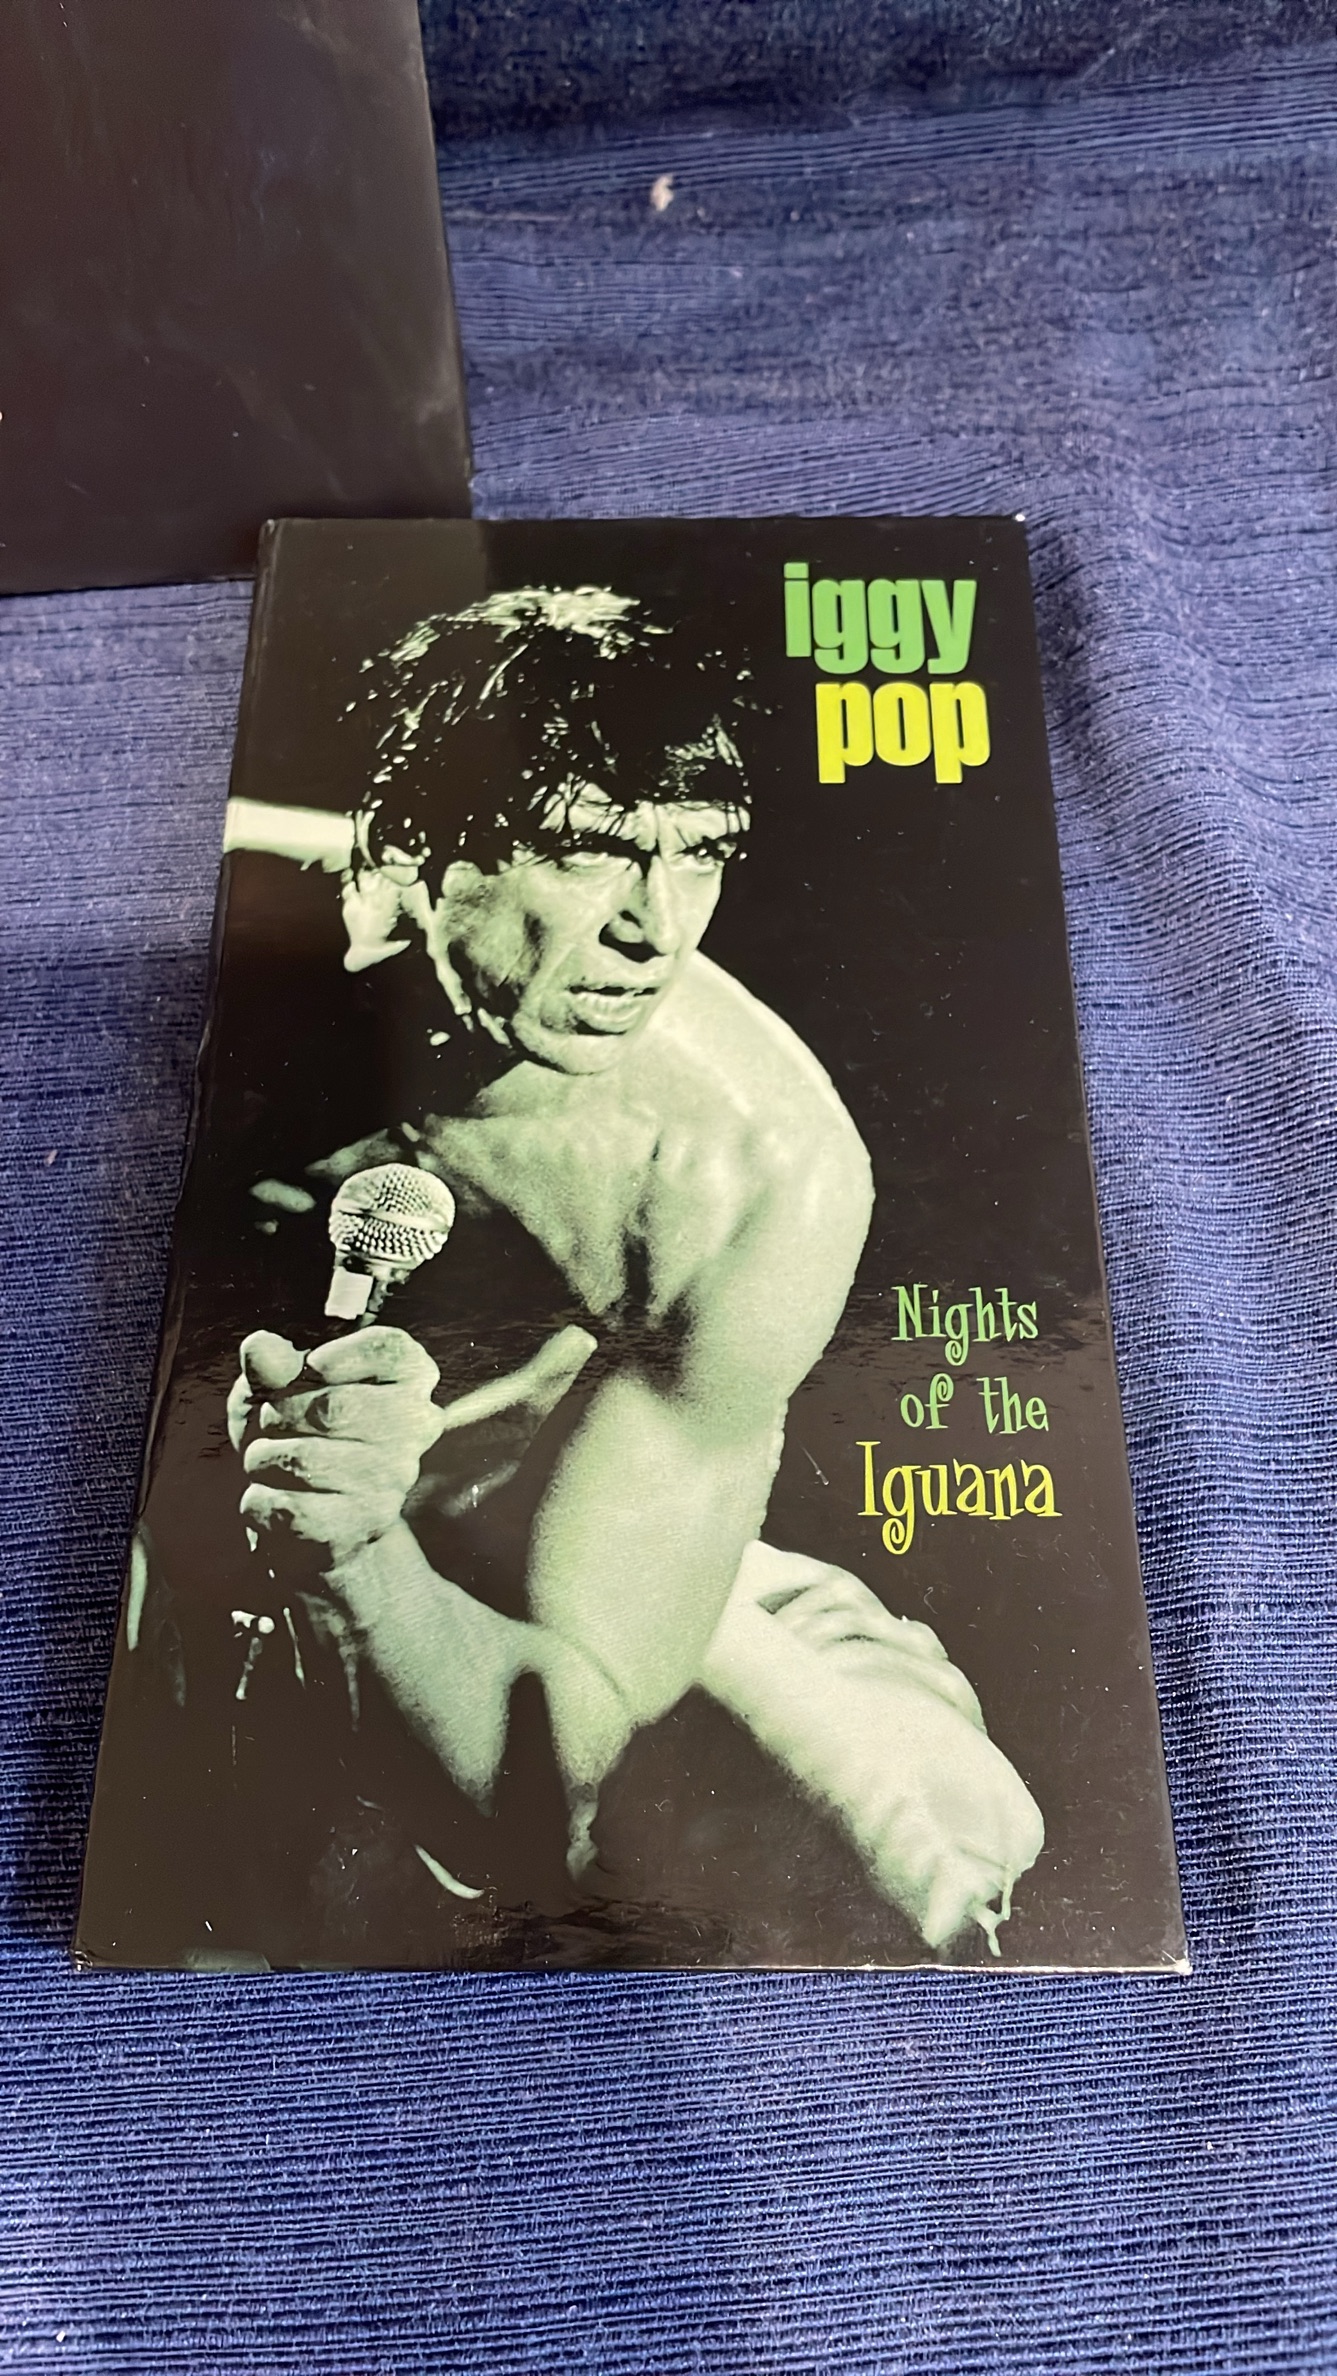 iggy
pop
Nights
of the
Iguana